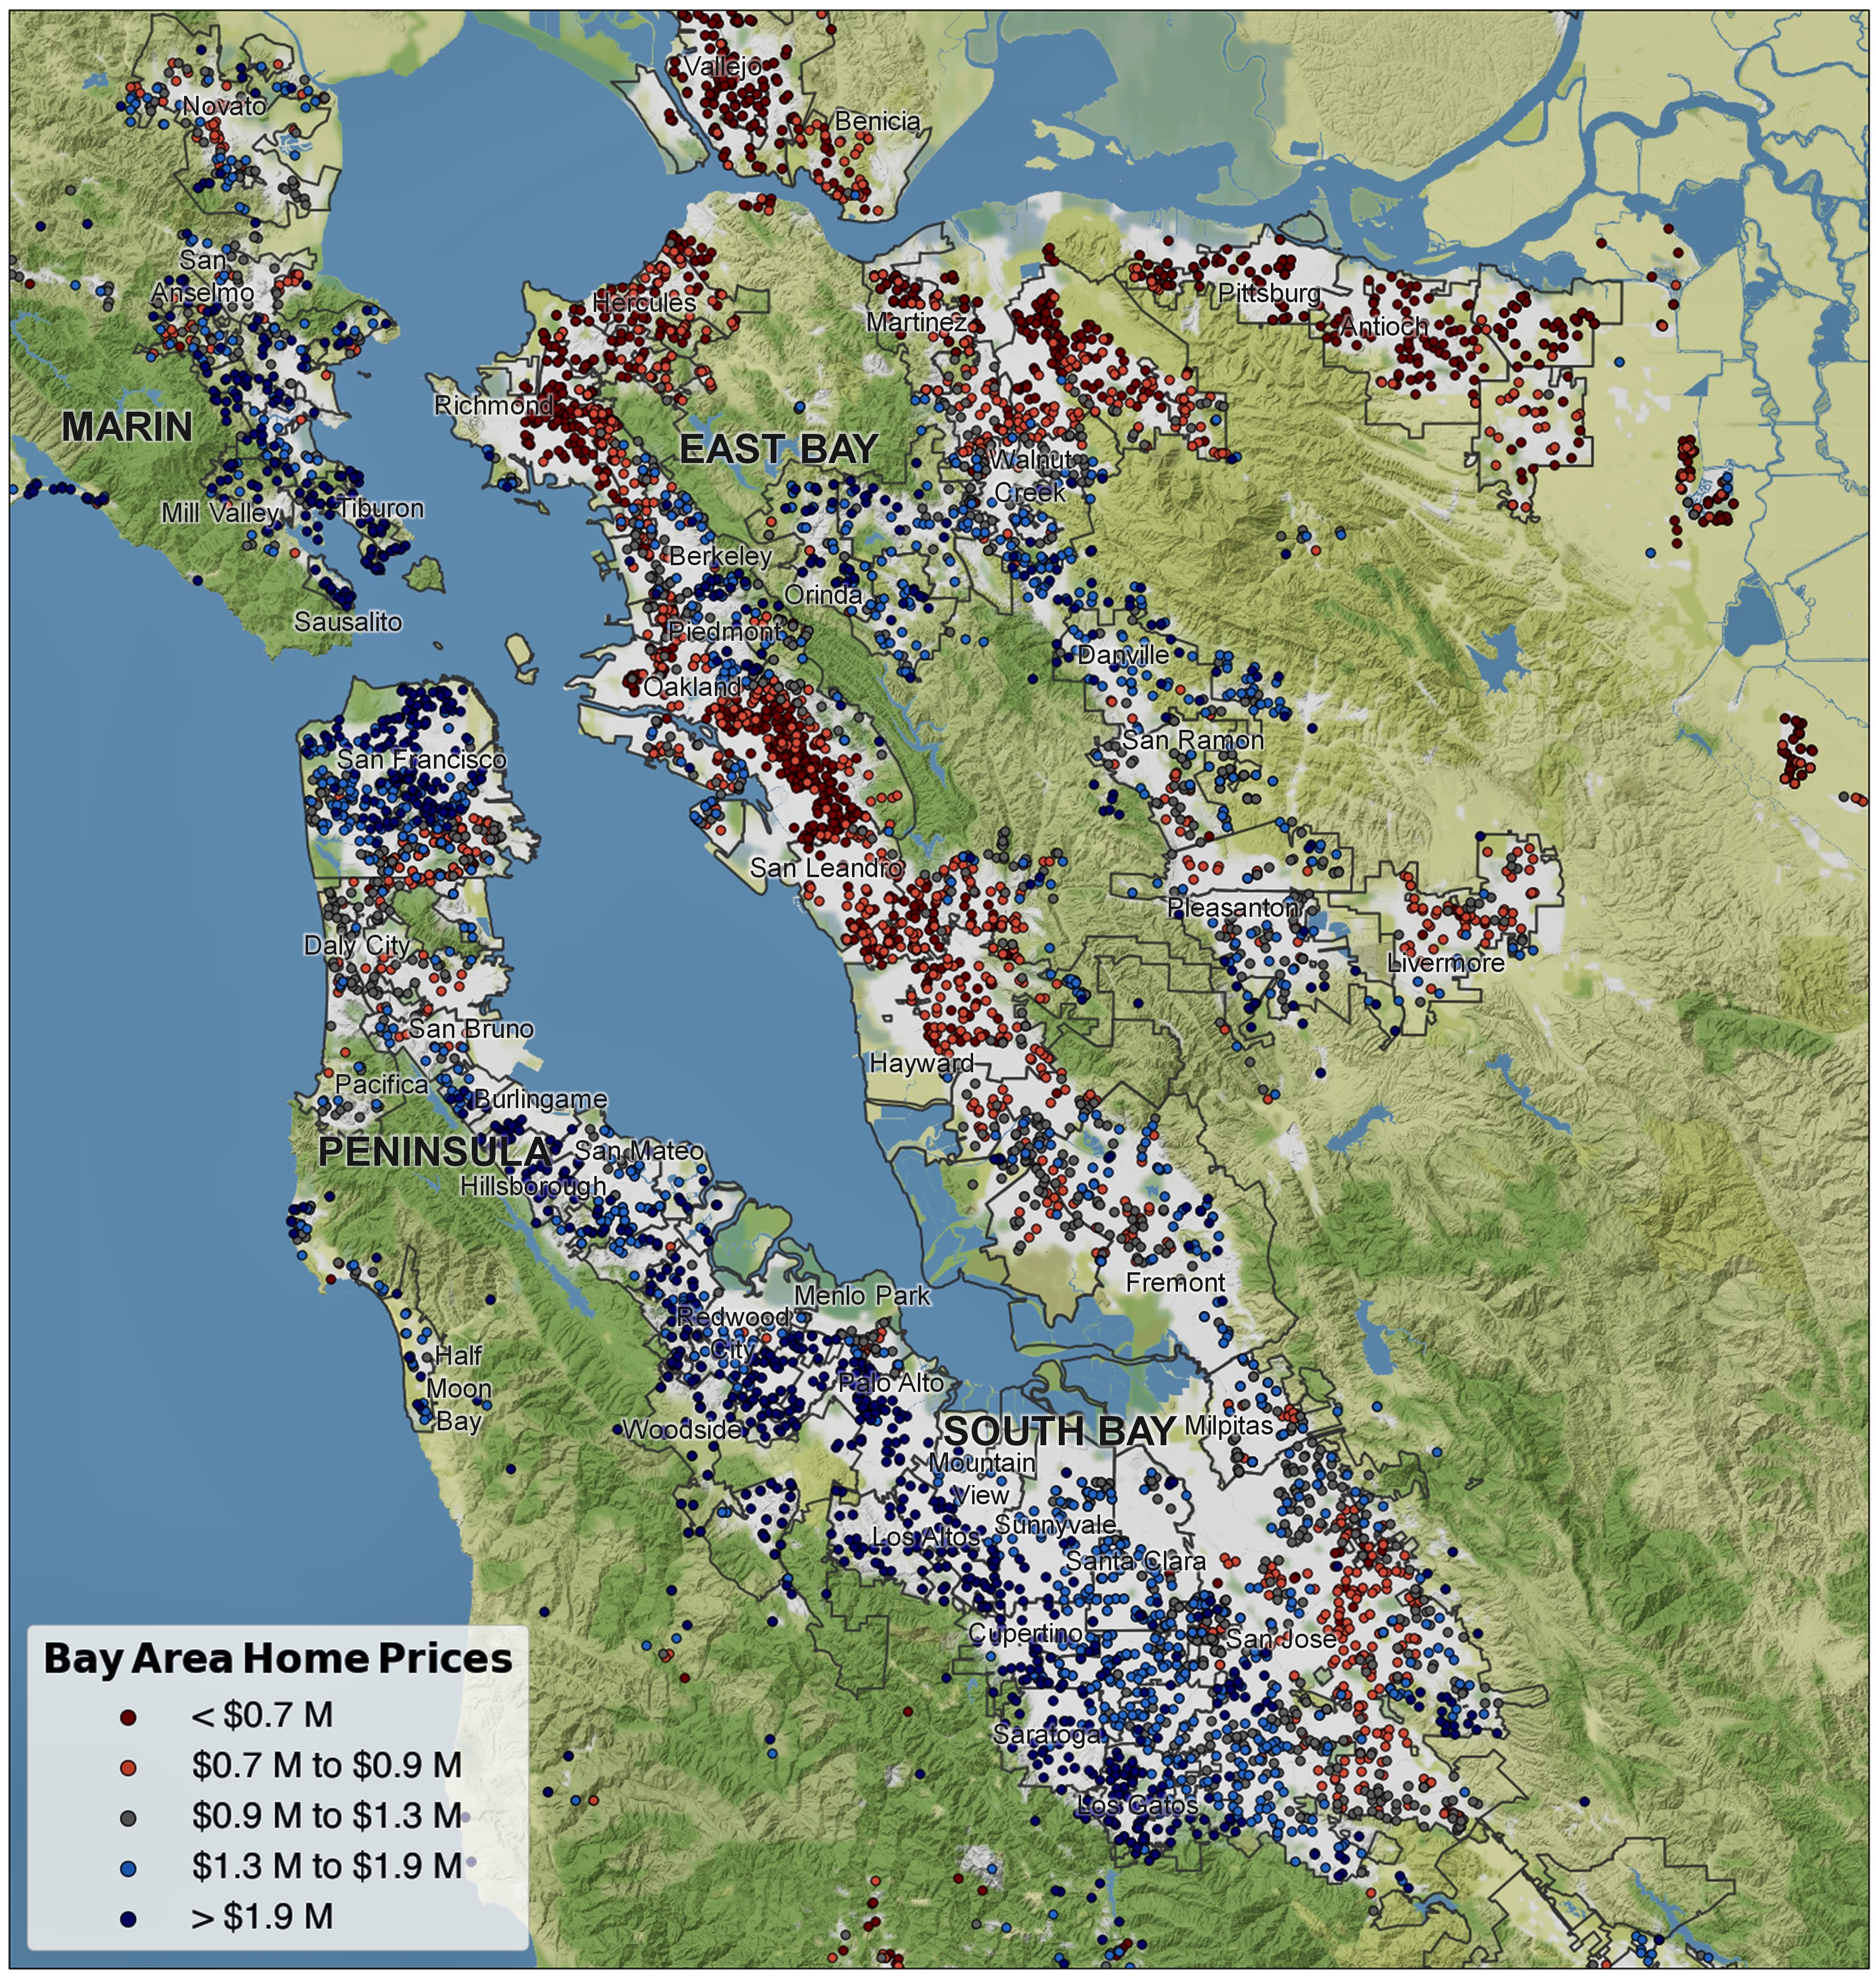 Vallejo
Novato
Benicia
San
Anselmo
Hercules
Martinez
Pittsburg
Antioch
Richmond
MARIN
EAST BAY
Walnut
Creek
Mill Valley
Tiburon
Berkeley
Orinda
Sausalito
Piedmont
Danville
Oakland
San Ramon
San Francisco
San Leandro
Pleasanton
Daly City
Livermore
San Bruno
Hayward
Pacifica
Burlingame
PENINSULA
San Mateo
Hillsborough
Fremont
Menlo Park
Redwood
City
Half
Moon
Bay
Palo Alto
Woodside
SOUTH BAY
Milpitas
Mountain
View
Sunnyvale
Los Altos
Santa Clara
Cupertino
San Jose
Saratoga
Los Gatos
Bay Area Home Prices
< $0.7 M
$0.7 M to $0.9 M
$0.9 M to $1.3 M
$1.3 M to $1.9 M
> $1.9 M